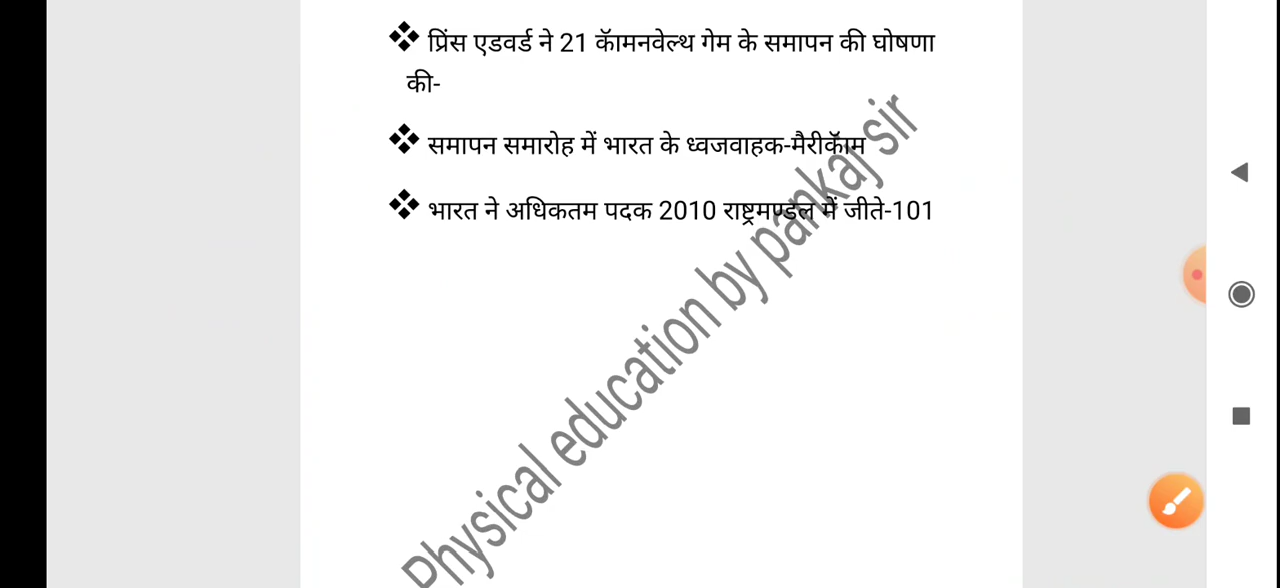 ❖ प्रिंस एडवर्ड ने 21 कॅामनवेल्थ गेम के समापन की घोषणा
की-
❖ समापन समारोह में भारत के ध्वजवाहक-मैरीकॅाम
❖ भारत ने अधिकतम पदक 2010 राष्ट्रमण्डल में जीते-101
Physical education by pankaj sir